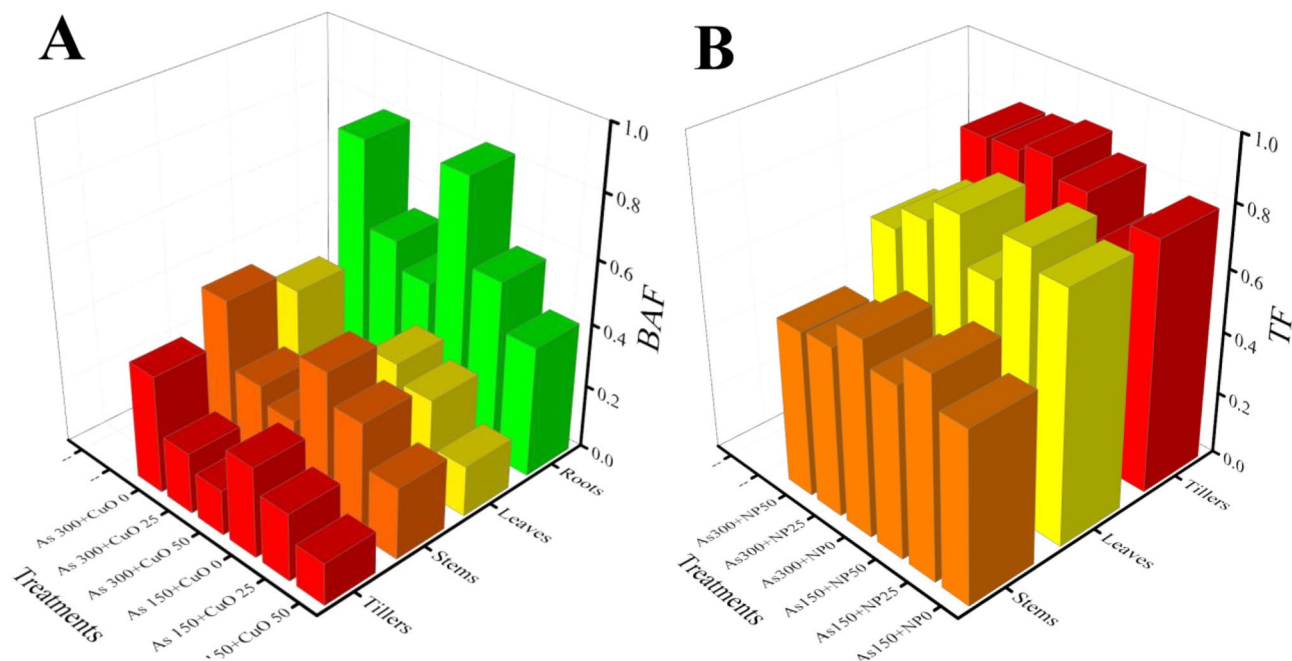 A
1.0
0.8
0.6
0.4
0.2
0.0
BAF
--
--
As 300+CuO 0
As 300+CuO 25
As 300+CuO 50
As 150+CuO 0
As 150+CuO 25
150+CuO 50
Treatments
Tillers
Stems
Leaves
Roots
B
1.0
0.8
0.6
0.4
0.2
0.0
TF
--
--
As300+NP50
As300+NP25
As300+NP0
As150+NP50
As150+NP25
As150+NP0
Treatments
Stems
Leaves
Tillers